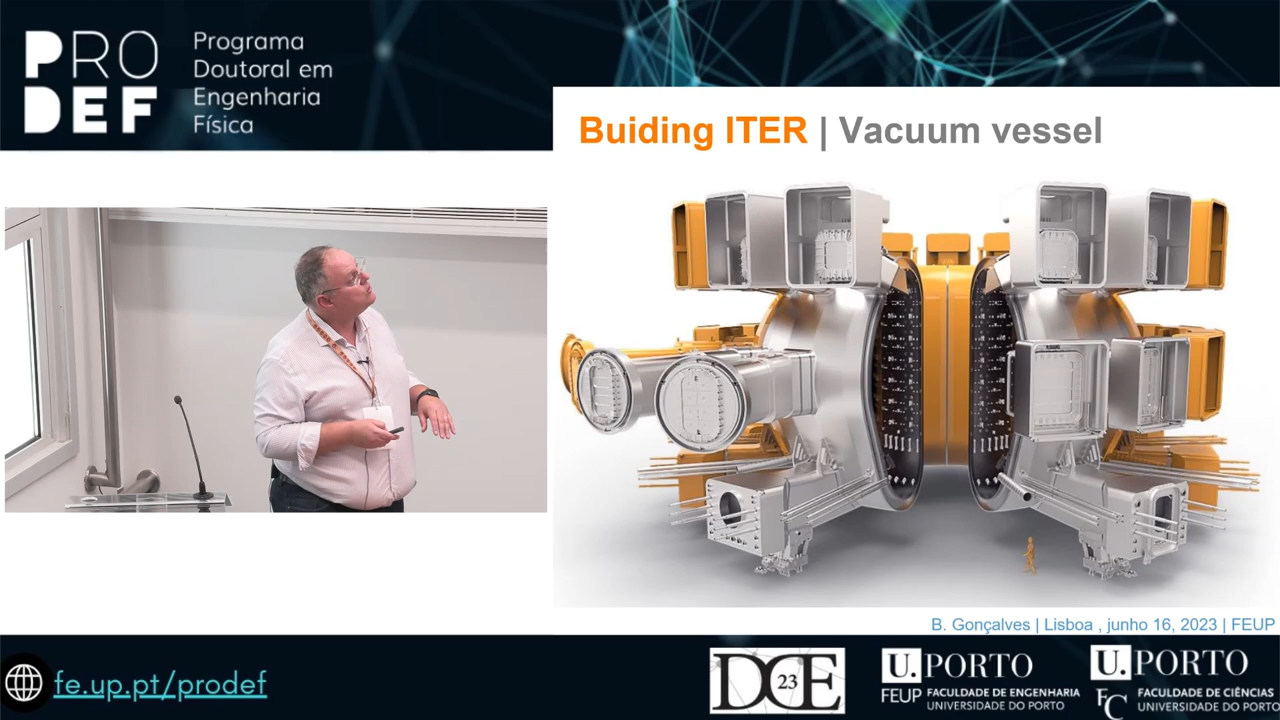 PRO
DEF
Programa
Doutoral em
Engenharia
Física
Buiding ITER | Vacuum vessel
B. Gonçalves | Lisboa , junho 16, 2023 | FEUP
fe.up.pt/prodef
DCE
23
U. PORTO
FEUP FACULDADE DE ENGENHARIA
UNIVERSIDADE DO PORTO
U. PORTO
FC FACULDADE DE CIÊNCIAS
UNIVERSIDADE DO PORTO